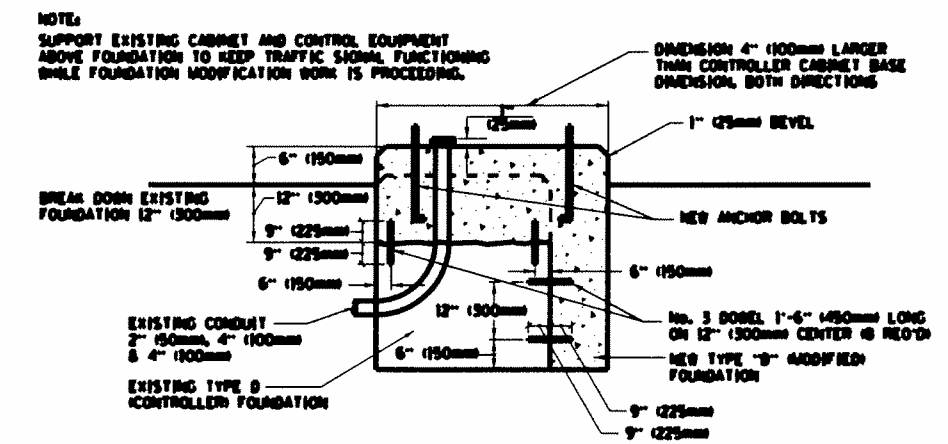 NOTE:
SUPPORT EXISTING CABINET AND CONTROL EQUIPMENT
ABOVE FOUNDATION TO KEEP TRAFFIC SIGNAL FUNCTIONING
WHILE FOUNDATION MODIFICATION WORK IS PROCEEDING.
DIMENSION 4" (100mm) LARGER
THAN CONTROLLER CABINET BASE
DIMENSION, BOTH DIRECTIONS
1"
(25mm)
1" (25mm) BEVEL
6" (150mm)
BREAK DOWN EXISTING
FOUNDATION 12" (300mm)
12" (300mm)
NEW ANCHOR BOLTS
9" (225mm)
9" (225mm)
6" (150mm)
6" (150mm)
12" (300mm)
No. 3 DOWEL 1'-6" (450mm) LONG
ON 12" (300mm) CENTER (8 REQ'D)
EXISTING CONDUIT
2" (50mm), 4" (100mm)
& 4" (100mm)
6" (150mm)
NEW TYPE "D" (MODIFIED)
FOUNDATION
EXISTING TYPE D
(CONTROLLER) FOUNDATION
9" (225mm)
9" (225mm)